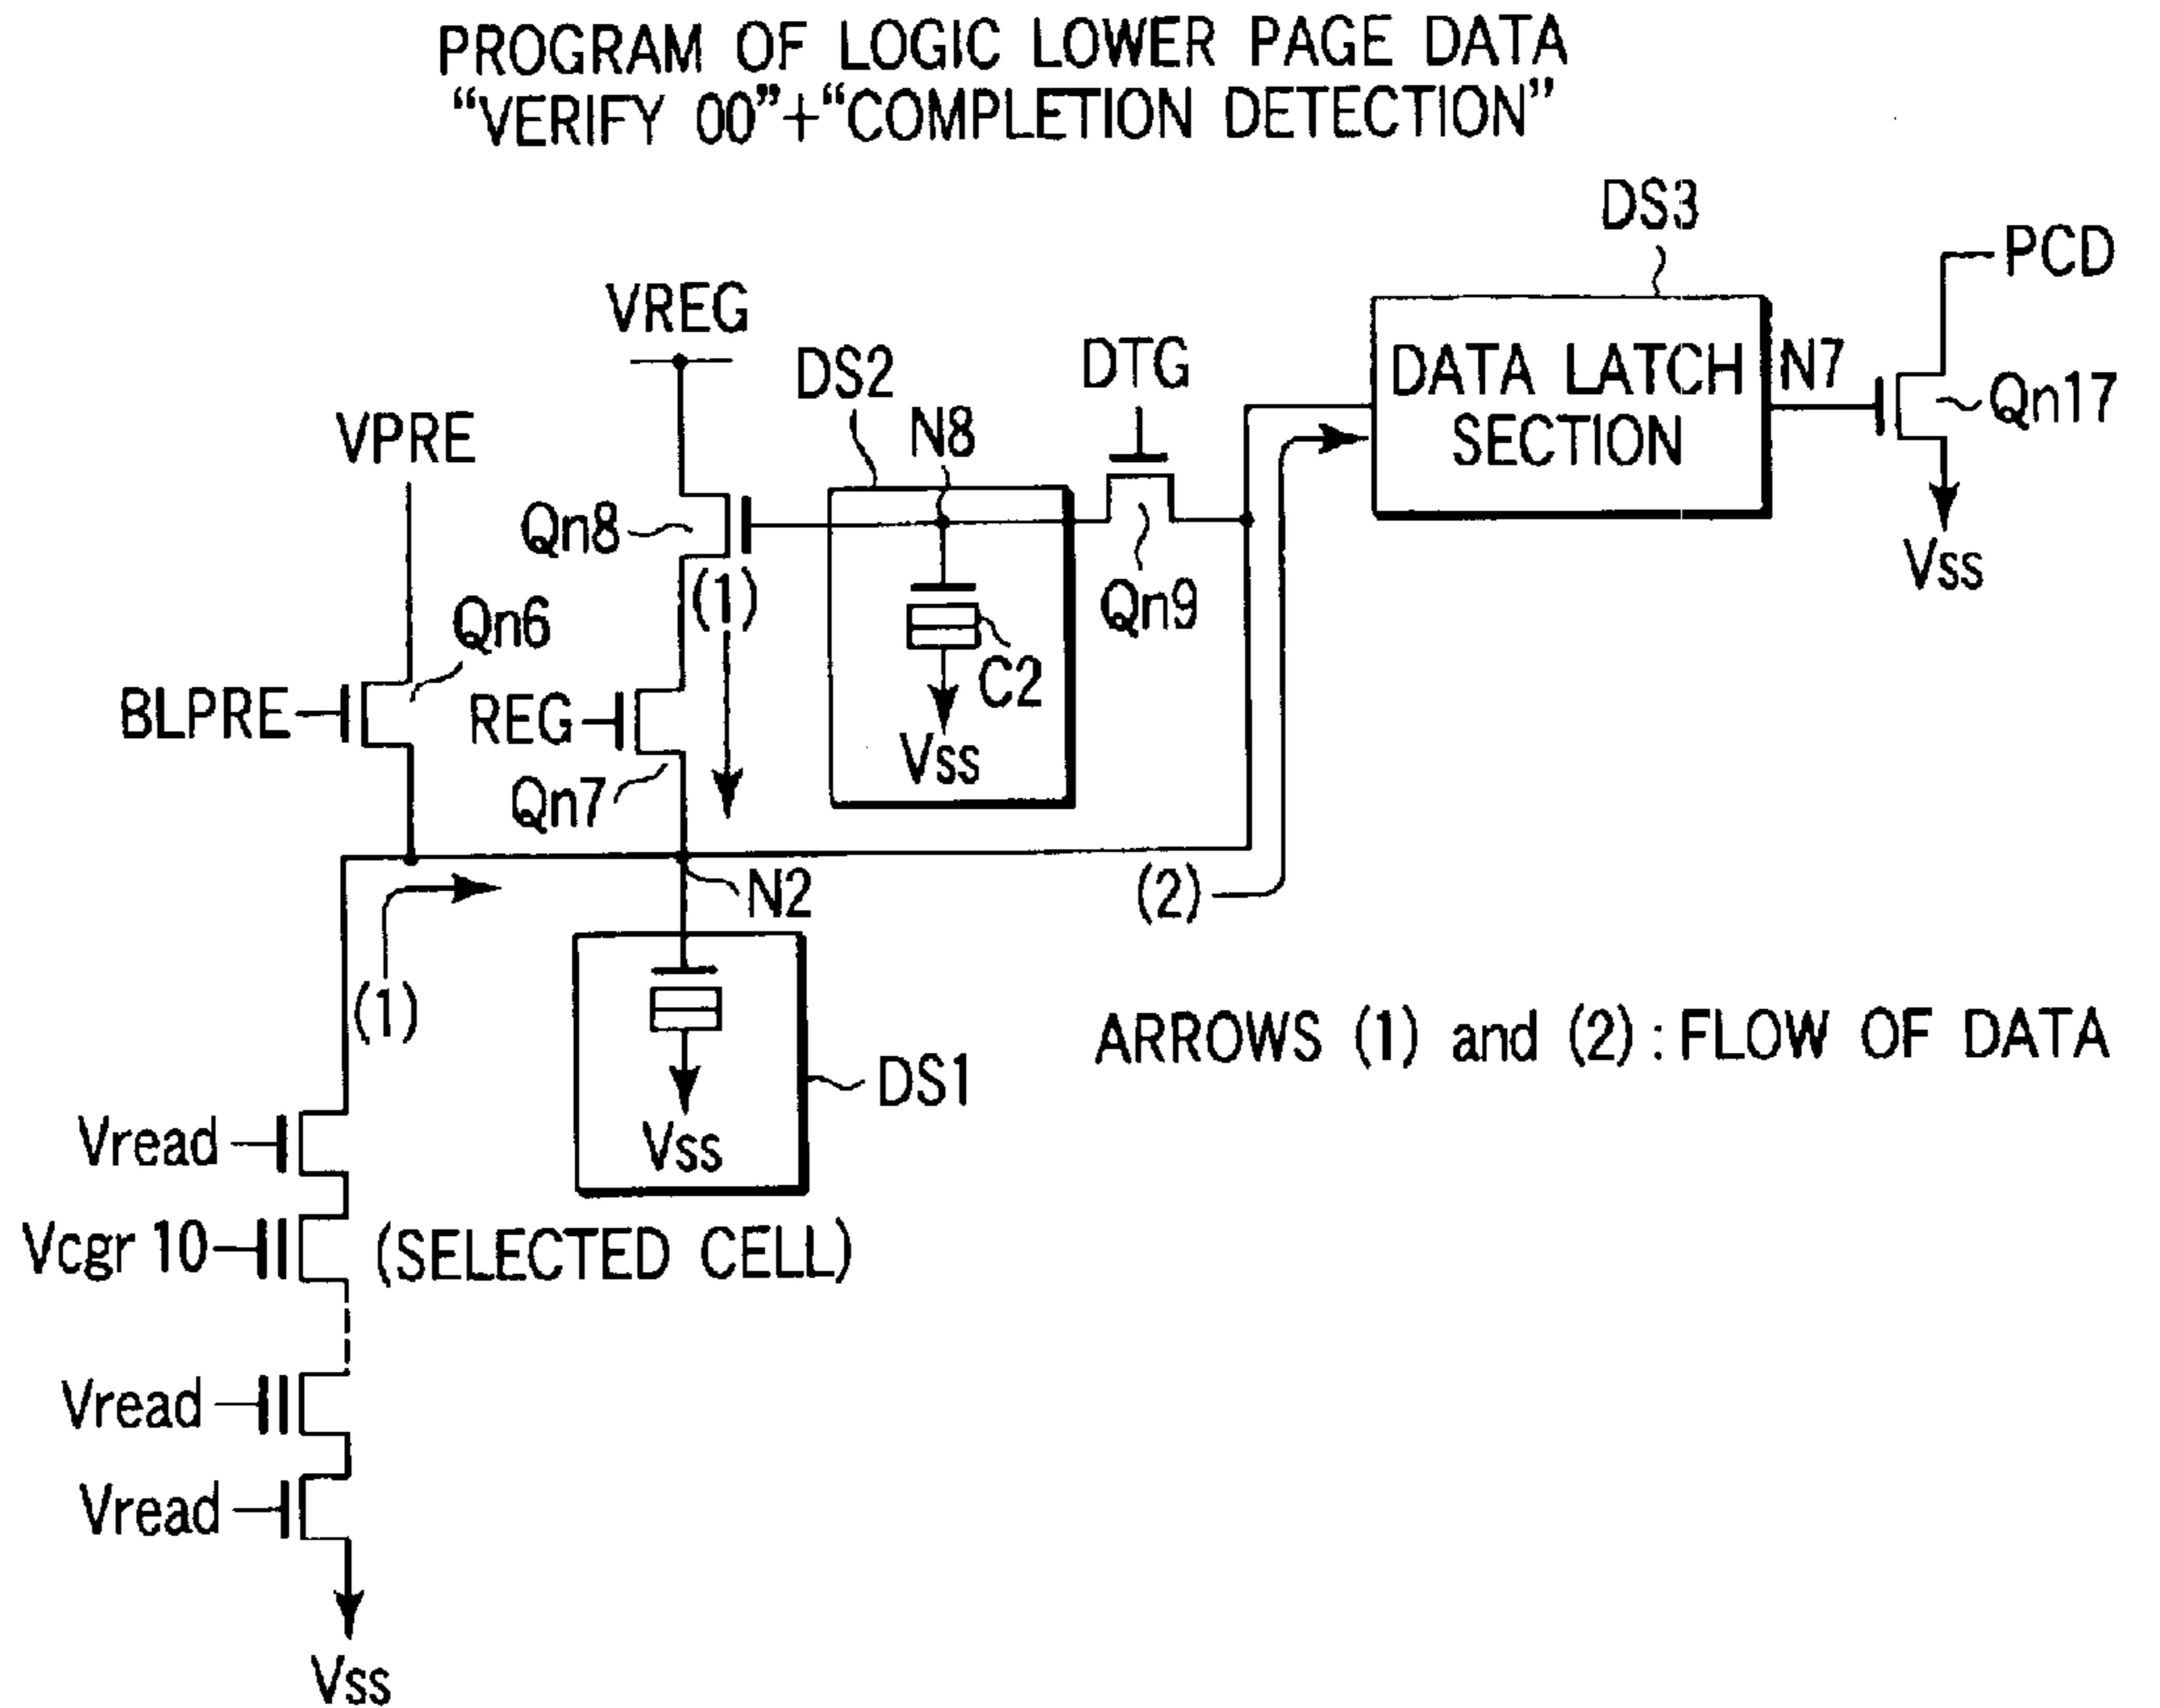 PROGRAM OF LOGIC LOWER PAGE DATA
“VERIFY 00”+“COMPLETION DETECTION”
DS3
PCD
VREG
DS2
DTG
DATA LATCH
SECTION
N7
Qn17
VPRE
N8
Qn8
(1)
Qn9
Vss
Qn6
C2
BLPRE
REG
Vss
Qn7
N2
(2)
(1)
ARROWS (1) and (2) : FLOW OF DATA
DS1
Vread
Vss
Vcgr 10
(SELECTED CELL)
Vread
Vread
Vss